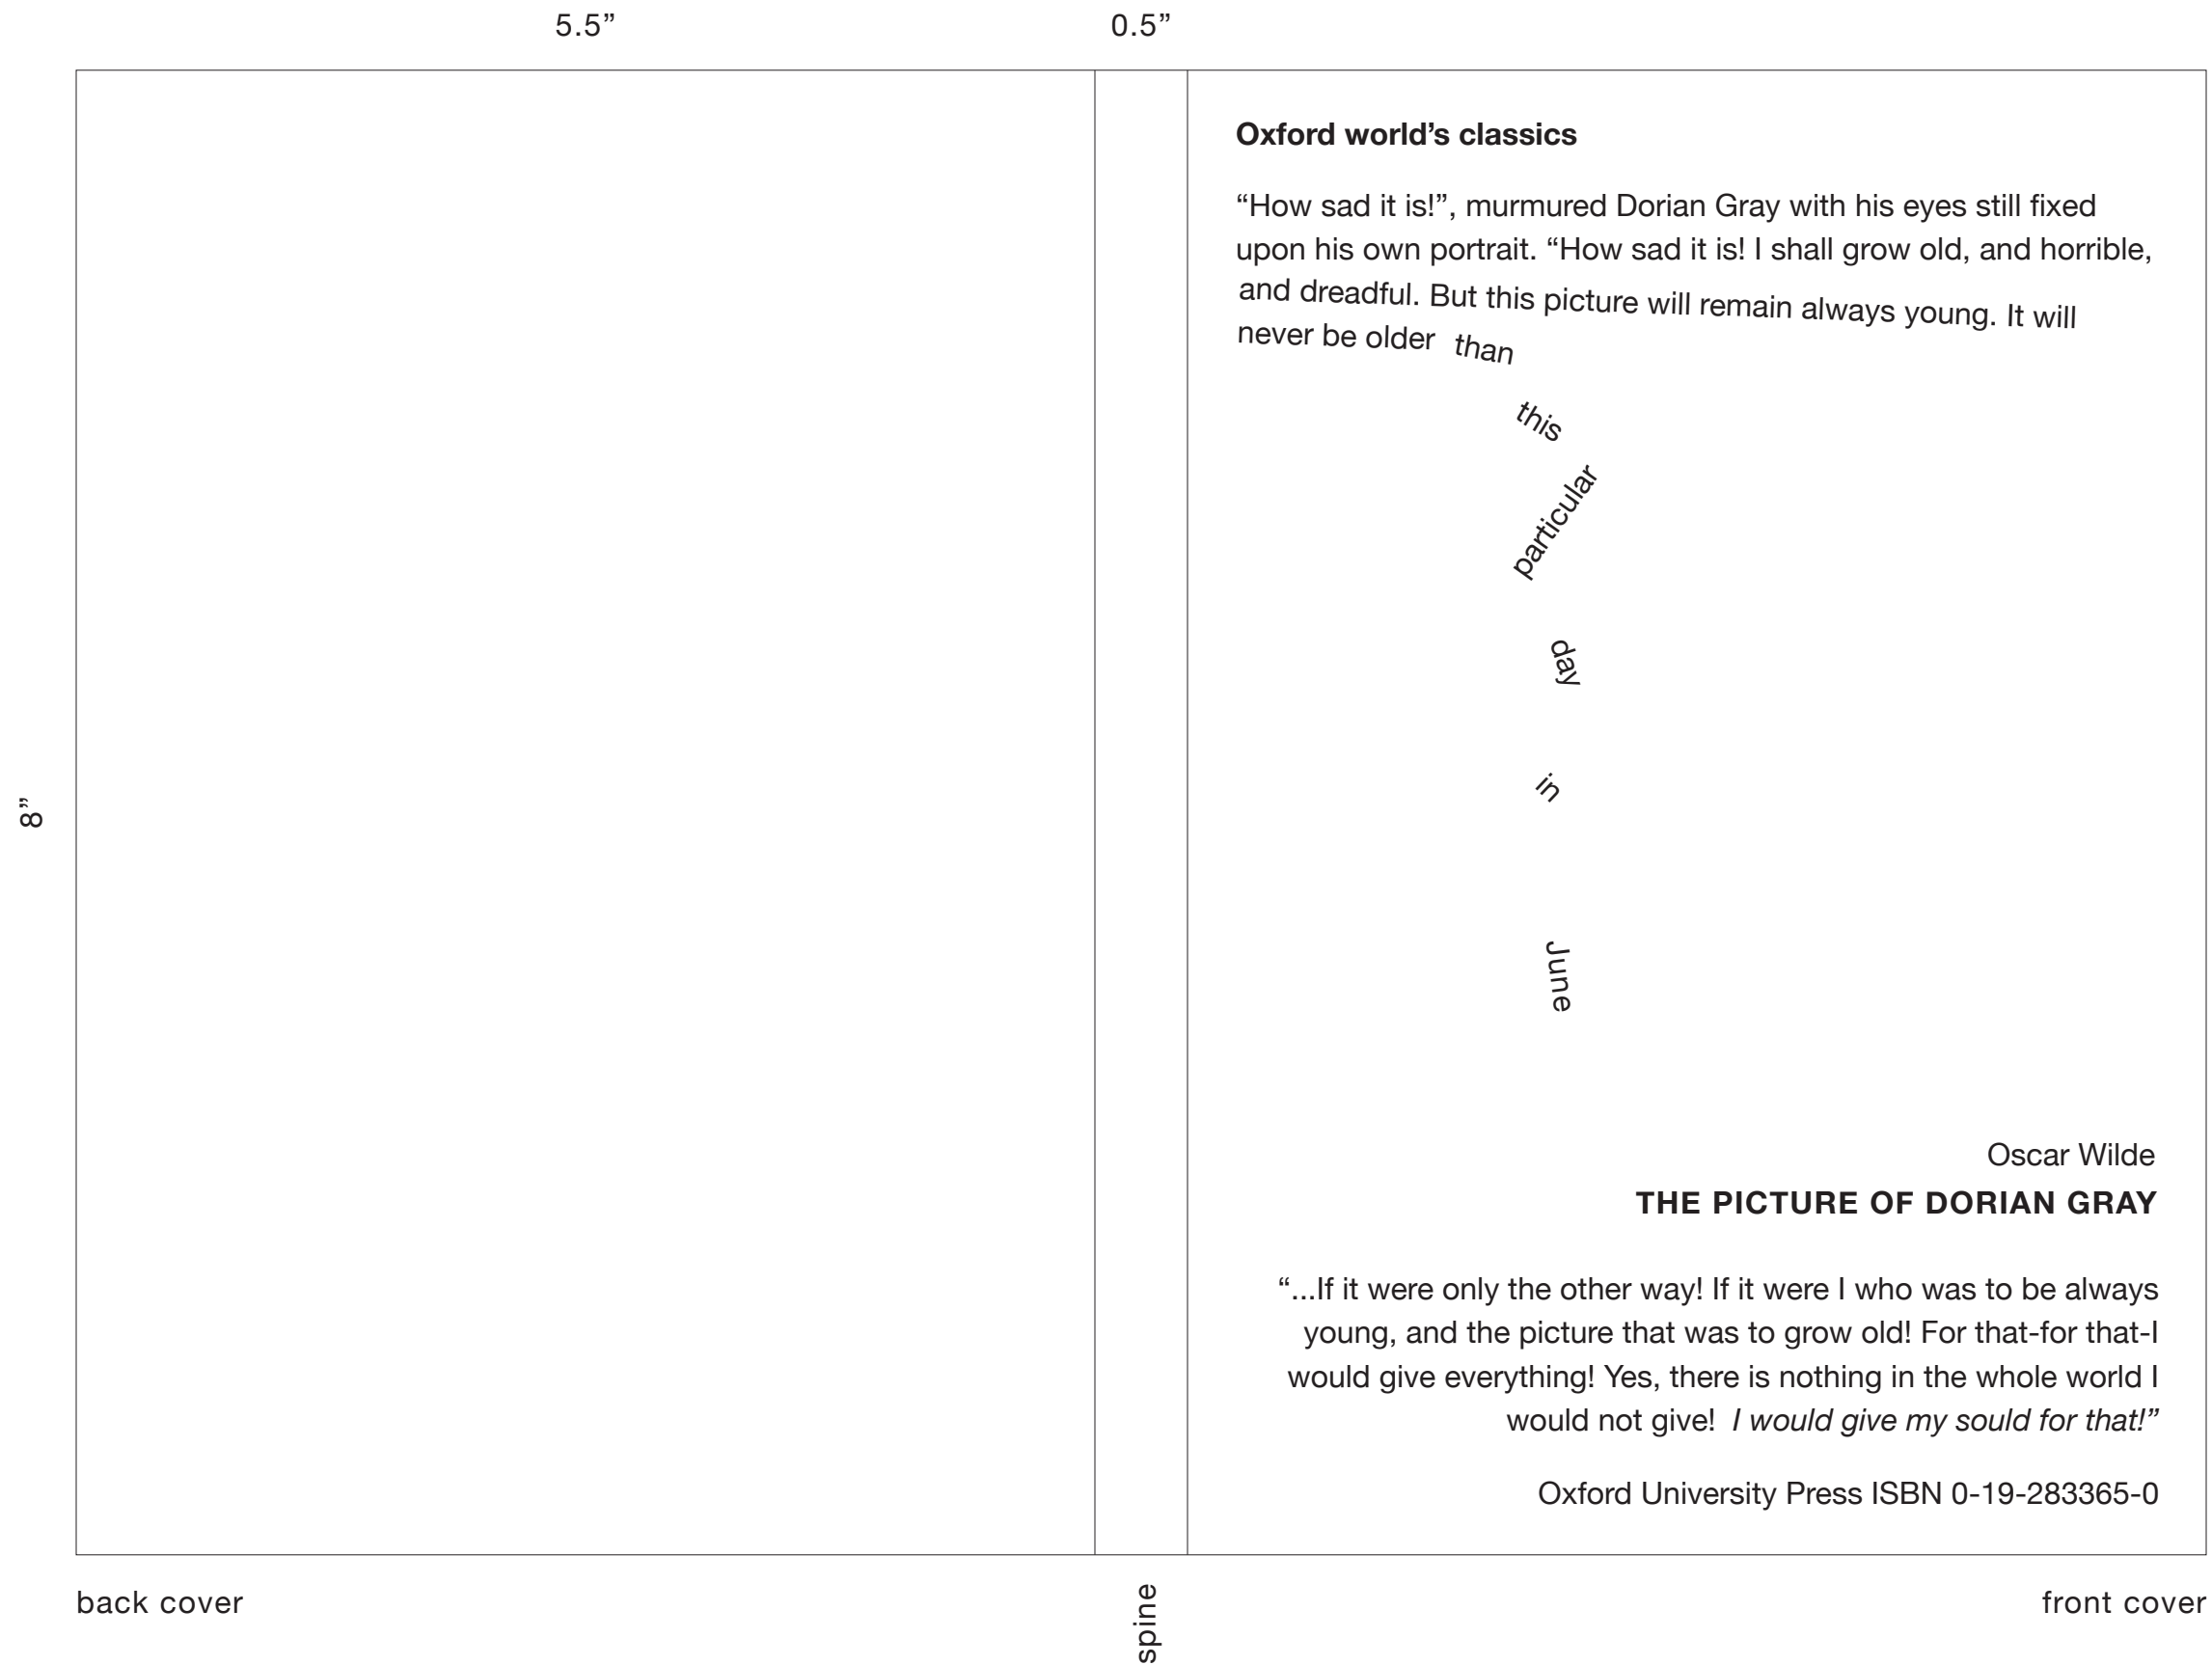 5.5”
0.5”
8”
Oxford world’s classics
“How sad it is!”, murmured Dorian Gray with his eyes still fixed
upon his own portrait. “How sad it is! I shall grow old, and horrible,
and dreadful. But this picture will remain always young. It will
never be older than
this
particular
day
in
June
Oscar Wilde
THE PICTURE OF DORIAN GRAY
“...If it were only the other way! If it were I who was to be always
young, and the picture that was to grow old! For that-for that-I
would give everything! Yes, there is nothing in the whole world I
would not give! I would give my sould for that!”
Oxford University Press ISBN 0-19-283365-0
back cover
spine
front cover